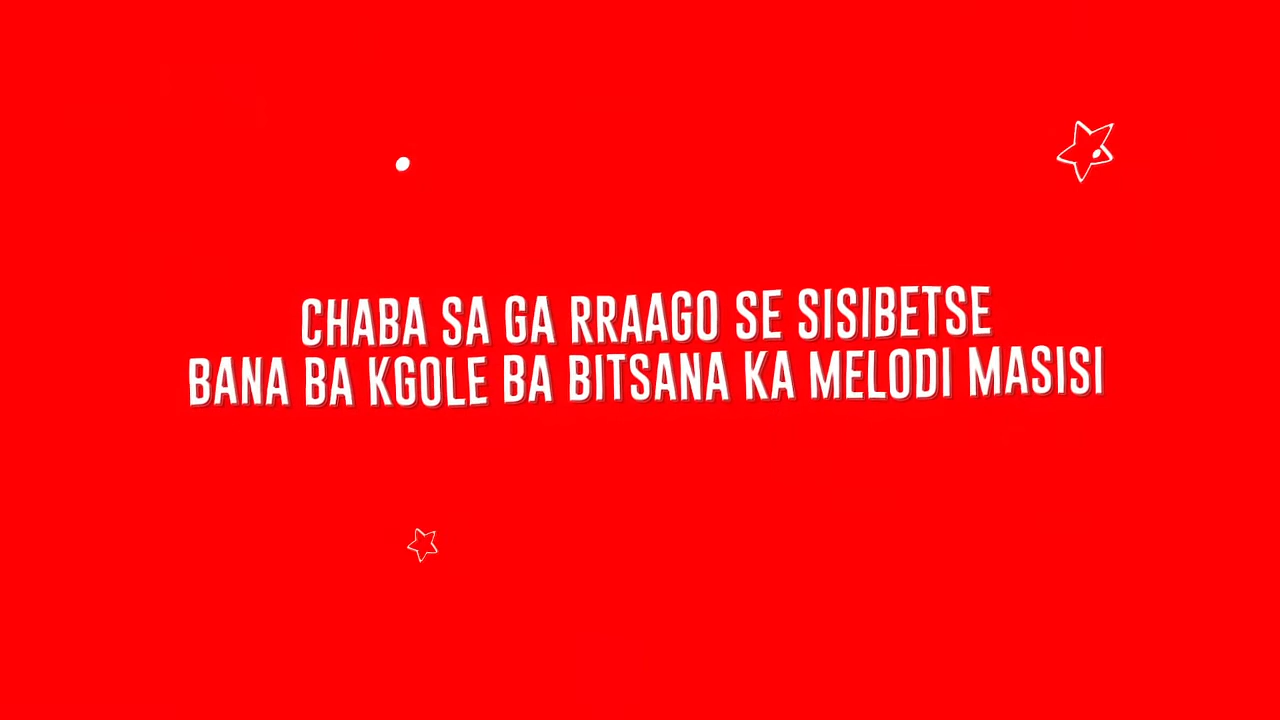 CHABA SA GA RRAAGO SE SISIBETSE
BANA BA KGOLE BA BITSANA KA MELODI MASISI